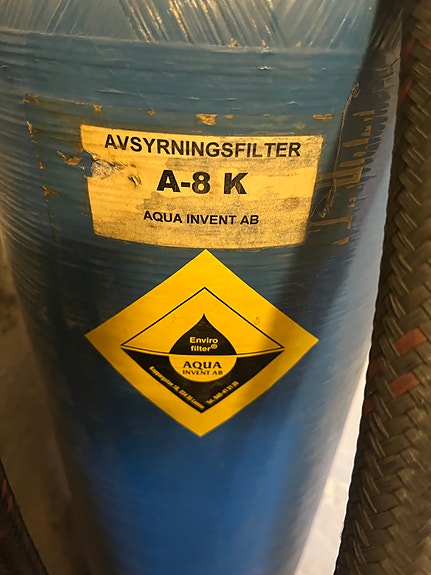 AVSYRNINGSFILTER
A-8 K
AQUA INVENT AB
Enviro
filter®
AQUA
INVENT AB